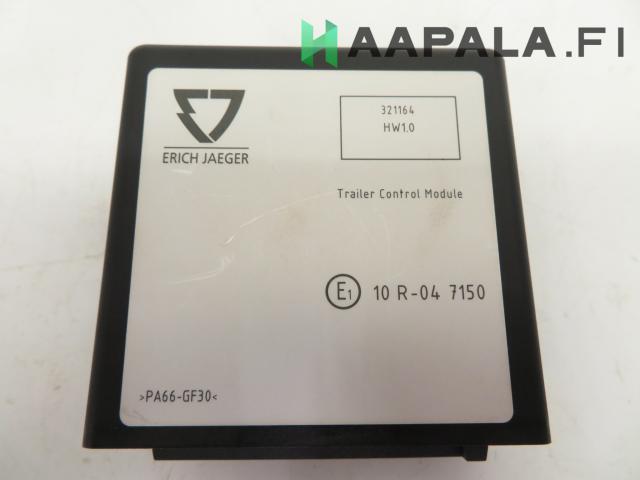 HAAPALA.FI
ERICH JAEGER
321164
HW1.0
Trailer Control Module
E1 10 R-04 7150
>PA66-GF30<